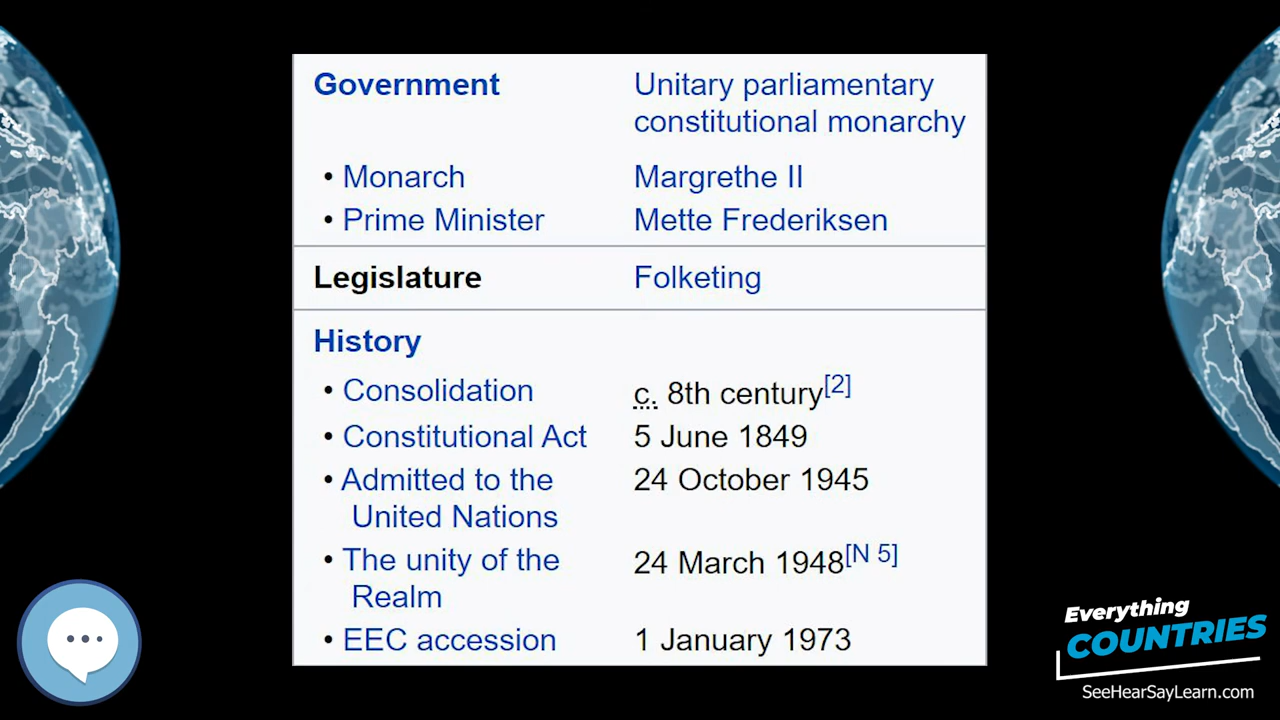 Government Unitary parliamentary
constitutional monarchy
• Monarch Margrethe II
• Prime Minister Mette Frederiksen
Legislature Folketing
History
• Consolidation c. 8th century[2]
• Constitutional Act 5 June 1849
• Admitted to the 24 October 1945
United Nations
• The unity of the 24 March 1948[N 5]
Realm
• EEC accession 1 January 1973
Everything
COUNTRIES
SeeHearSayLearn.com